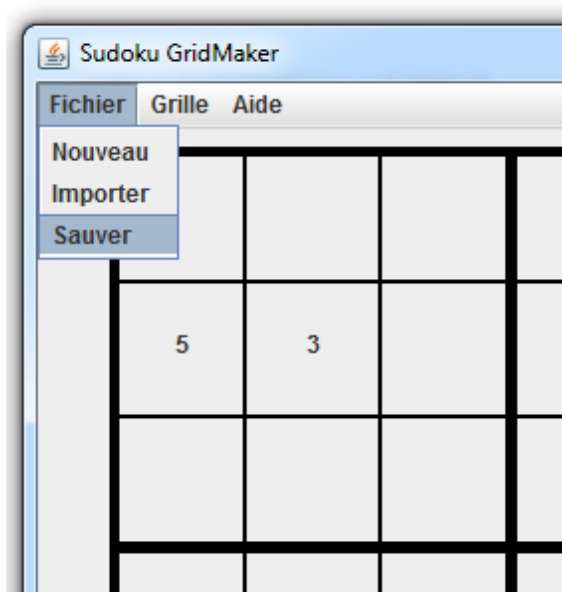 Sudoku GridMaker
Fichier Grille Aide
Nouveau
Importer
Sauver
5 3